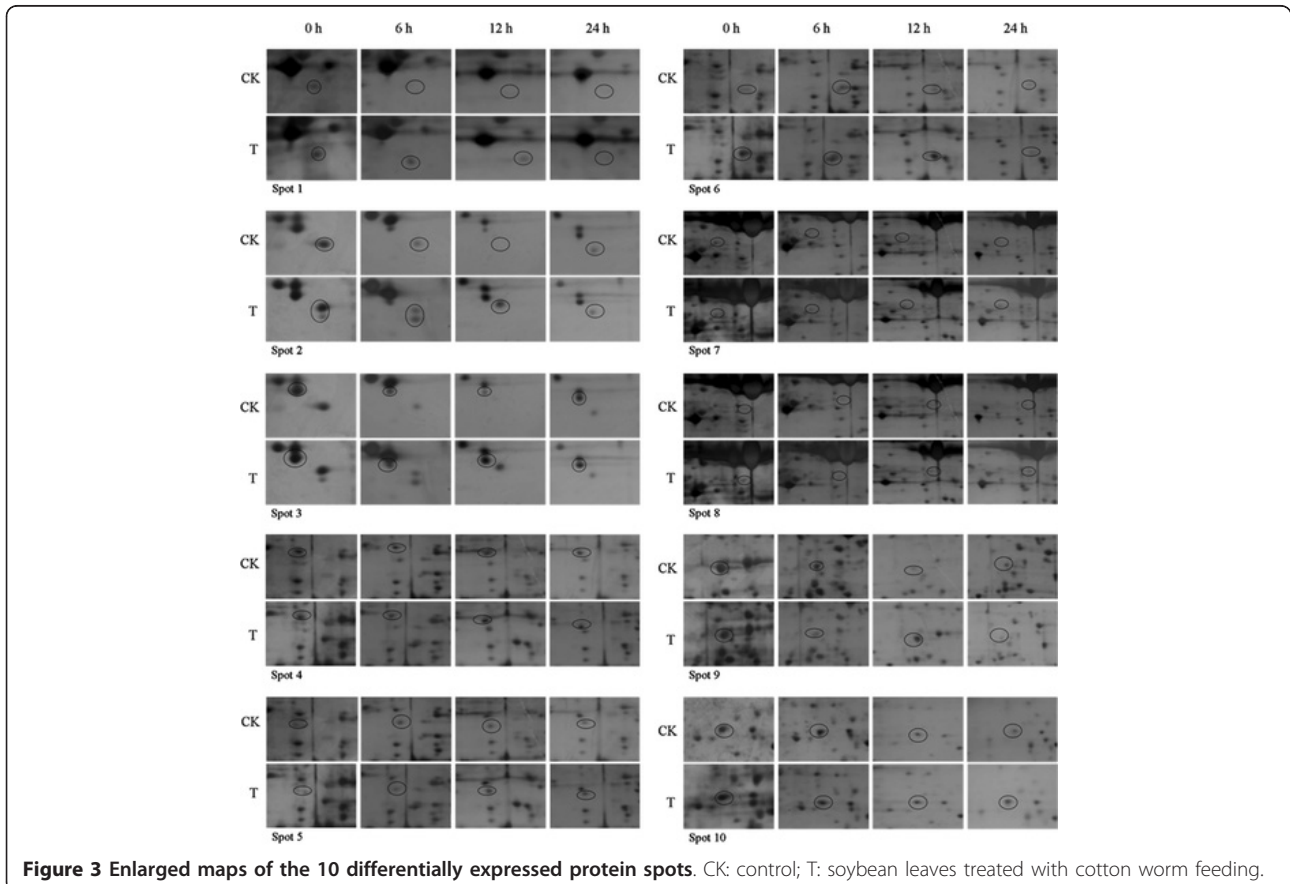 0 h 6 h 12 h 24 h 0 h 6 h 12 h 24 h
CK CK
T T
Spot 1 Spot 6
CK CK
T T
Spot 2 Spot 7
CK CK
T T
Spot 3 Spot 8
CK CK
T T
Spot 4 Spot 9
CK CK
T T
Spot 5 Spot 10
Figure 3 Enlarged maps of the 10 differentially expressed protein spots. CK: control; T: soybean leaves treated with cotton worm feeding.